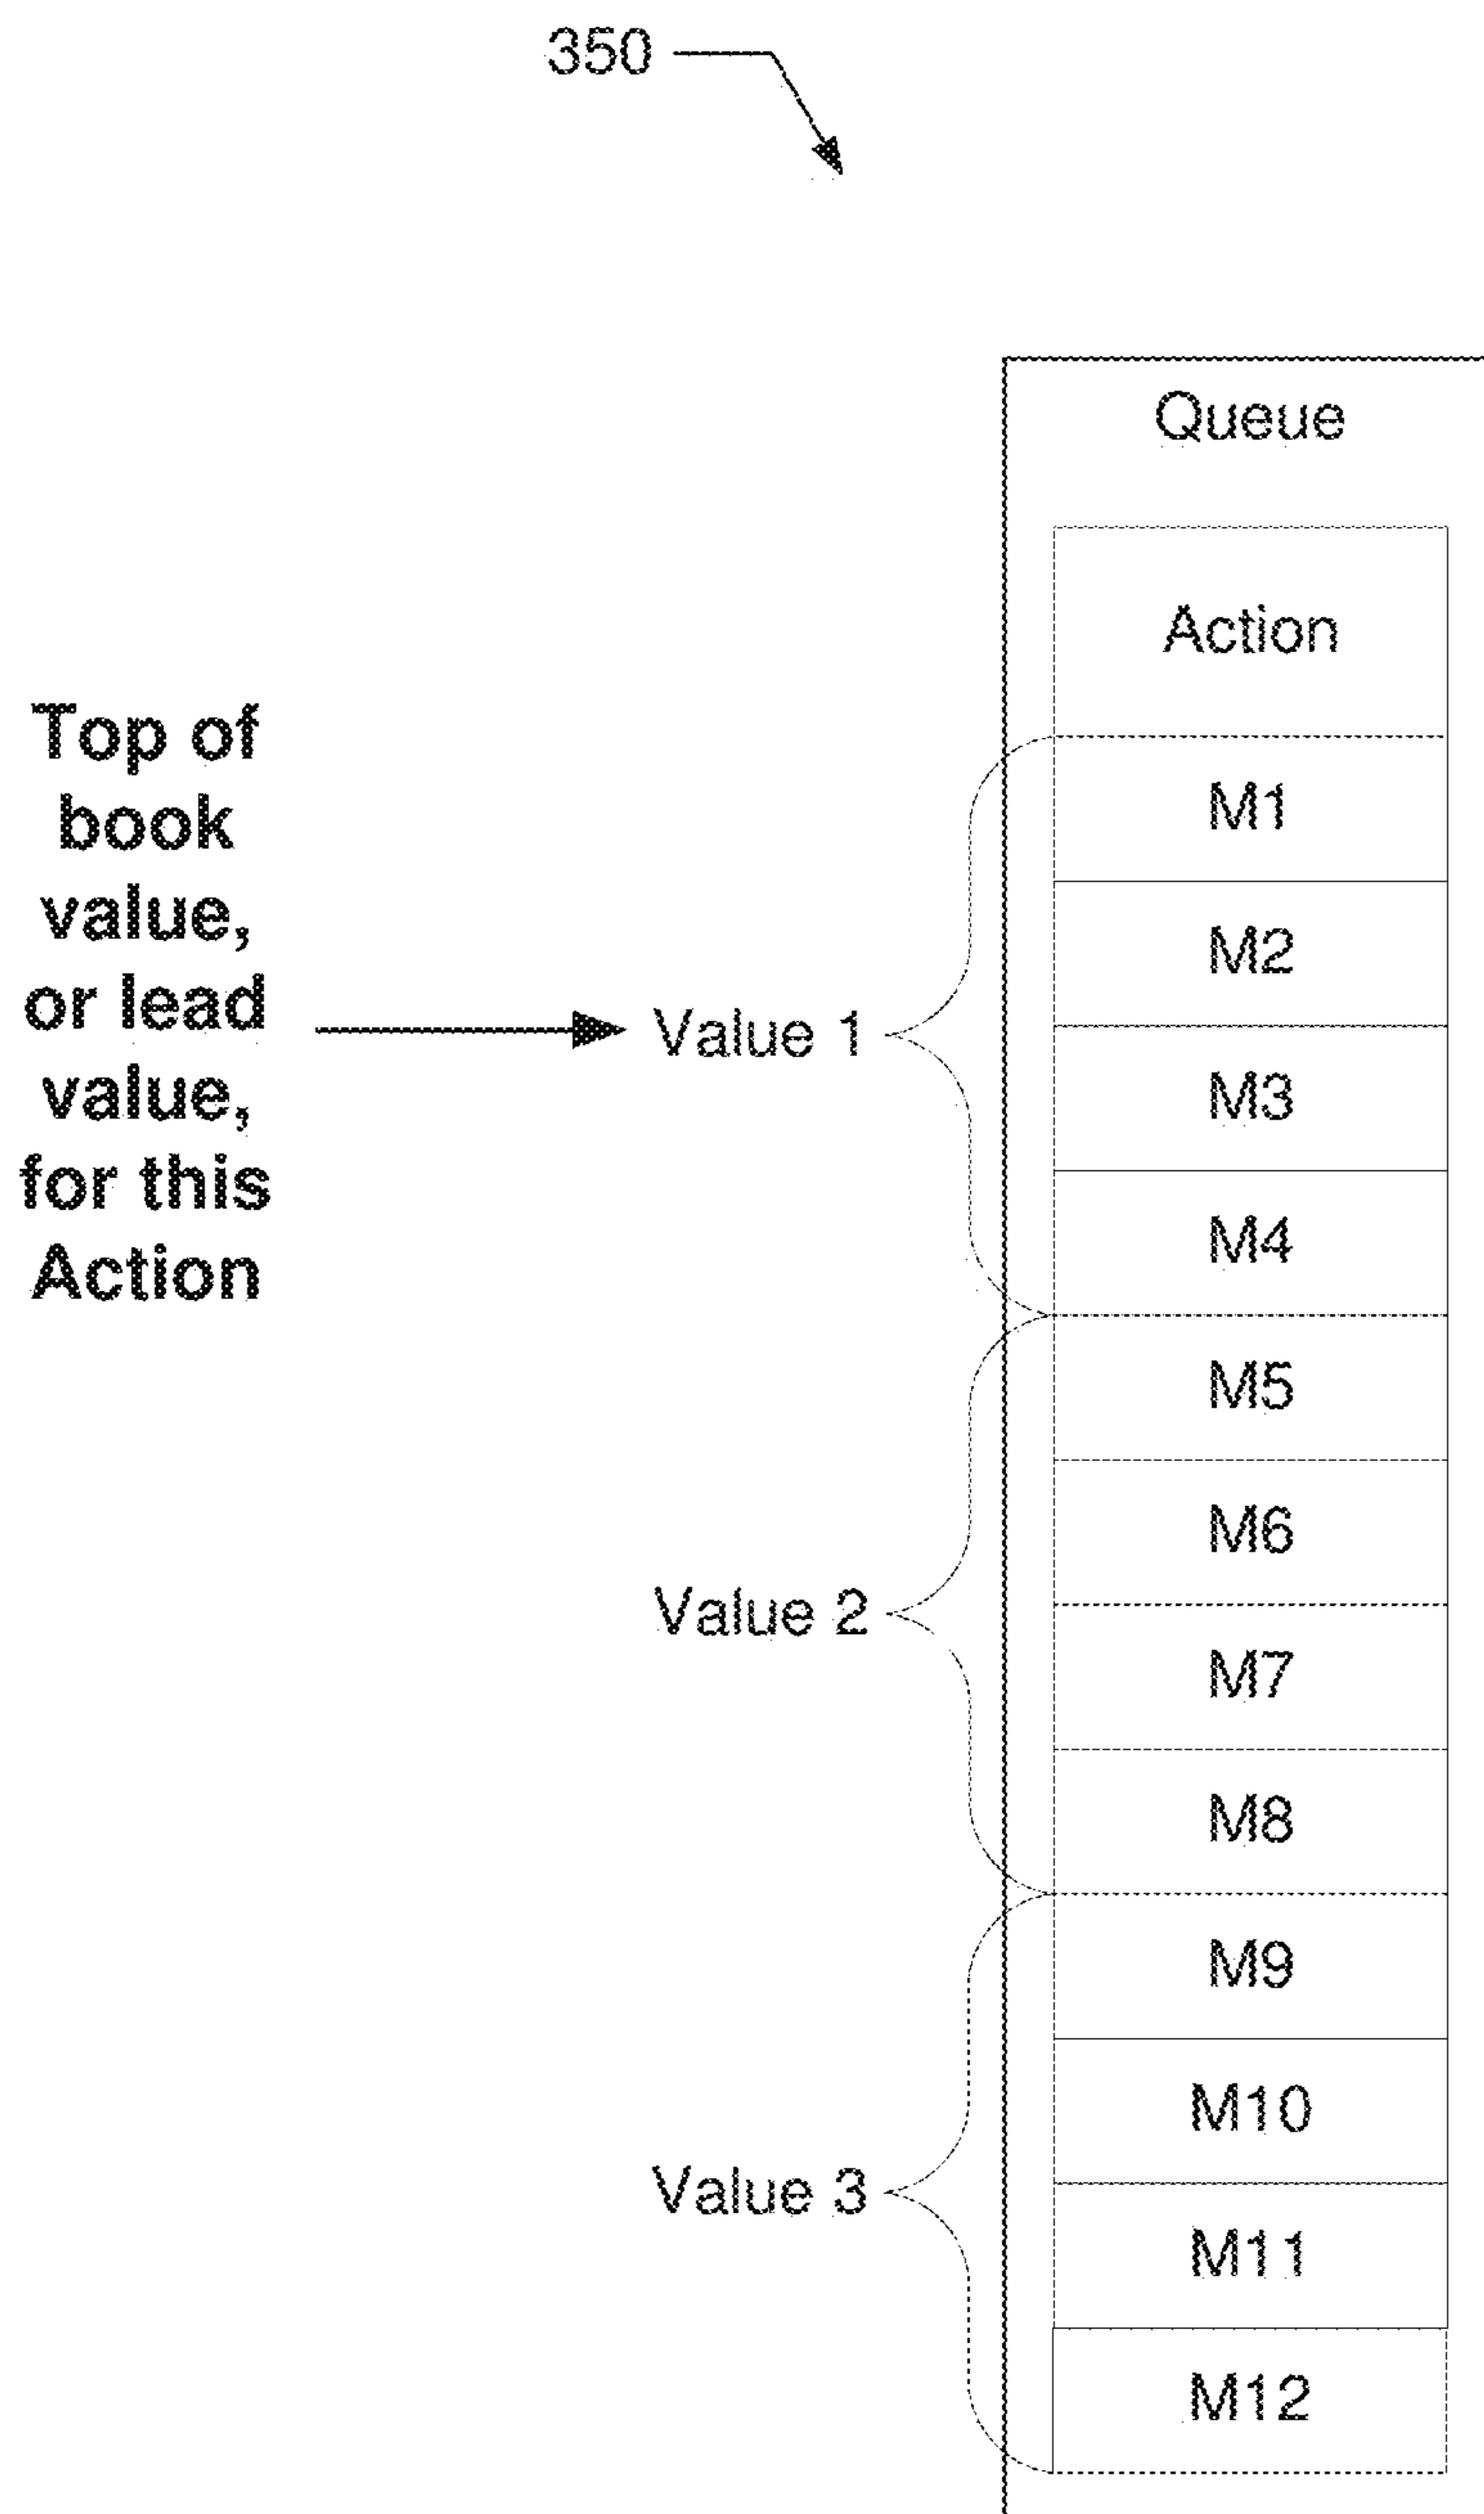 350
Queue
Action
Top of
book
value,
or lead
value,
for this
Action
Value 1
M1
M2
M3
M4
Value 2
M5
M6
M7
M8
Value 3
M9
M10
M11
M12